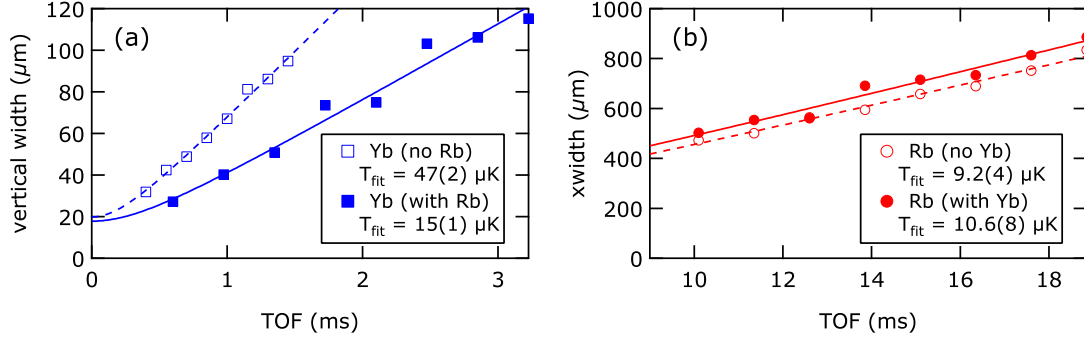 (a)
vertical width (µm)
120
100
80
60
40
20
0
0
1
2
3
TOF (ms)
Yb (no Rb)
T_fit = 47(2) µK
Yb (with Rb)
T_fit = 15(1) µK
(b)
xwidth (µm)
1000
800
600
400
200
0
10
12
14
16
18
TOF (ms)
Rb (no Yb)
T_fit = 9.2(4) µK
Rb (with Yb)
T_fit = 10.6(8) µK